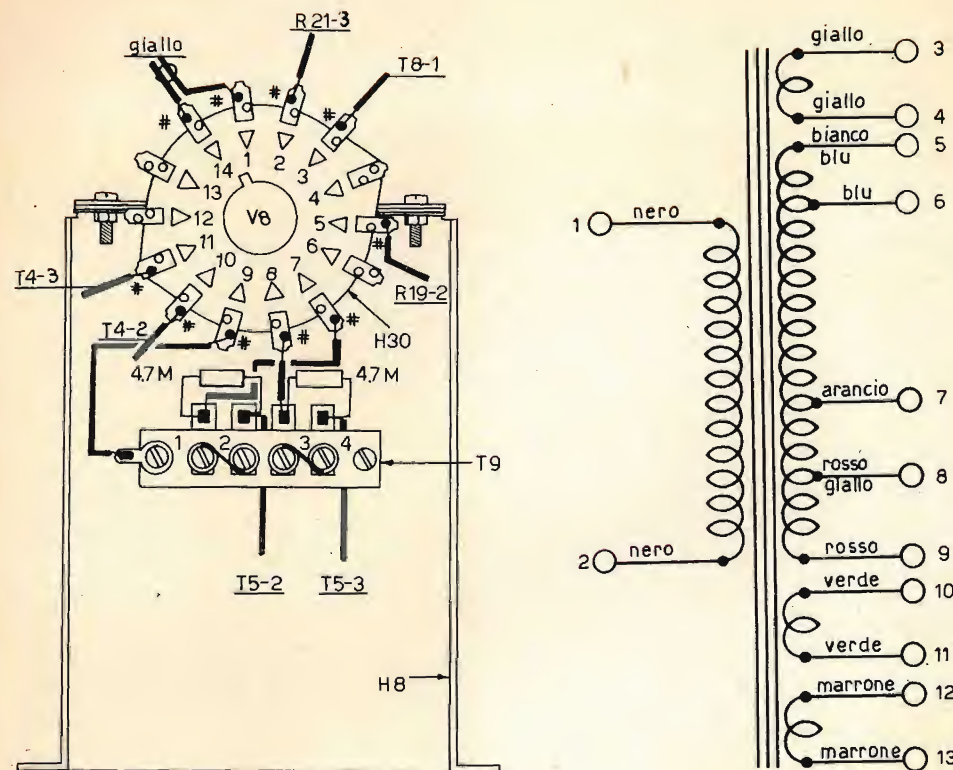 giallo
R 21-3
T8-1
#
#
#
#
1
2
3
4
5
6
7
8
9
10
11
12
13
14
V8
#
R19-2
T4-3
#
T4-2
#
#
#
#
H30
4.7M
4.7M
1
2
3
4
T9
T5-2
T5-3
H8
1
nero
2
nero
giallo
3
giallo
4
bianco
blu
5
blu
6
arancio
7
rosso
giallo
8
rosso
9
verde
10
verde
11
marrone
12
marrone
13